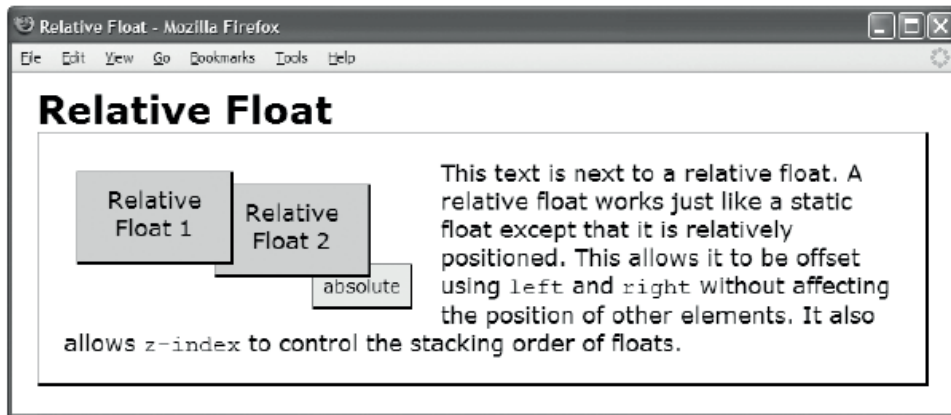 Relative Float - Mozilla Firefox
File Edit View Go Bookmarks Tools Help
Relative Float
Relative
Float 1
Relative
Float 2
absolute
This text is next to a relative float. A
relative float works just like a static
float except that it is relatively
positioned. This allows it to be offset
using left and right without affecting
the position of other elements. It also
allows z-index to control the stacking order of floats.